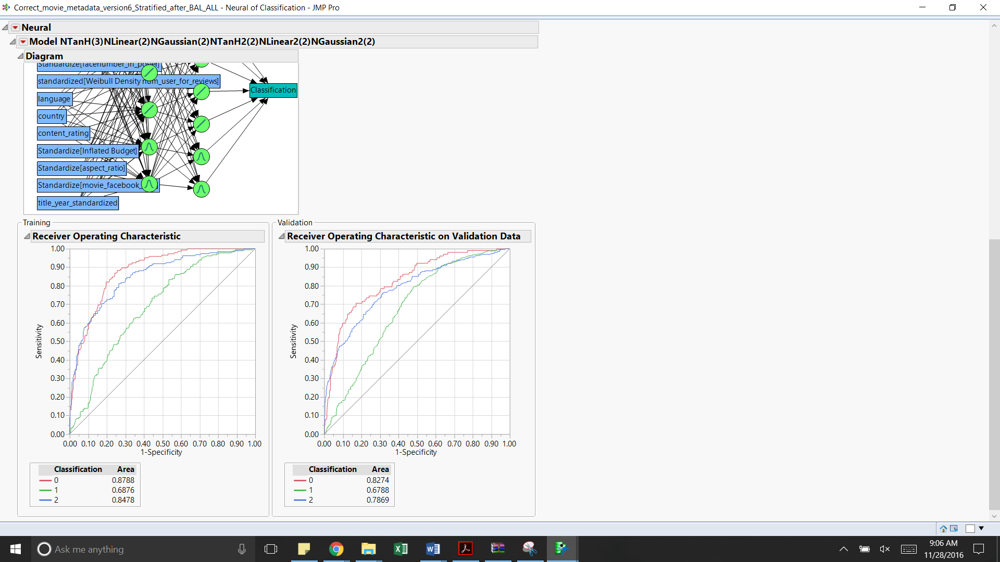 Correct_movie_metadata_version6_Stratified_after_BAL_ALL - Neural of Classification - JMP Pro
Neural
Model NTanH(3)NLinear(2)NGaussian(2)NTanH2(2)NLinear2(2)NGaussian2(2)
Diagram
standardized[Weibull Density num_user_for_reviews]
Classification
language
country
content_rating
Standardize[Inflated Budget]
Standardize[aspect_ratio]
Standardize[movie_facebook_
title_year_standardized
Training
Receiver Operating Characteristic
1.00
0.90
0.80
0.70
0.60
0.50
0.40
0.30
0.20
0.10
0.00
Sensitivity
0.00 0.10 0.20 0.30 0.40 0.50 0.60 0.70 0.80 0.90 1.00
1-Specificity
Classification Area
0 0.8788
1 0.6876
2 0.8478
Validation
Receiver Operating Characteristic on Validation Data
1.00
0.90
0.80
0.70
0.60
0.50
0.40
0.30
0.20
0.10
0.00
Sensitivity
0.00 0.10 0.20 0.30 0.40 0.50 0.60 0.70 0.80 0.90 1.00
1-Specificity
Classification Area
0 0.8274
1 0.6788
2 0.7869
Ask me anything
9:06 AM
11/28/2016